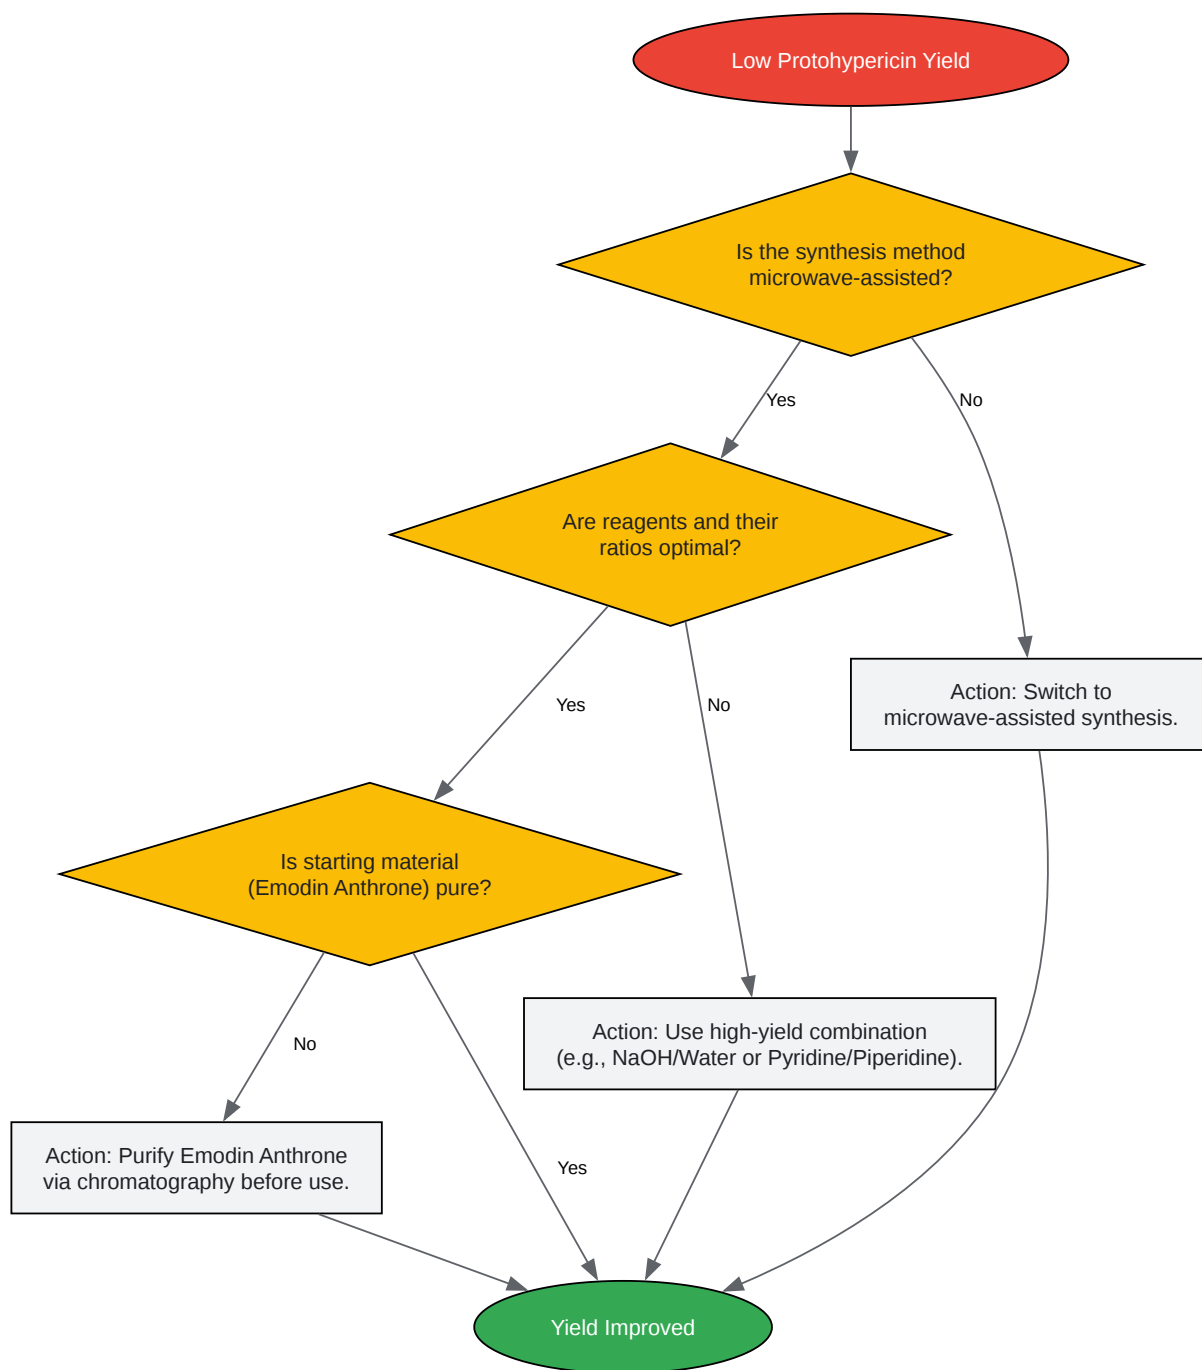 Low Protohypericin Yield
Is the synthesis method
microwave-assisted?
Yes
No
Are reagents and their
ratios optimal?
Yes
No
Action: Switch to
microwave-assisted synthesis.
Is starting material
(Emodin Anthrone) pure?
No
Yes
Action: Use high-yield combination
(e.g., NaOH/Water or Pyridine/Piperidine).
Action: Purify Emodin Anthrone
via chromatography before use.
Yield Improved